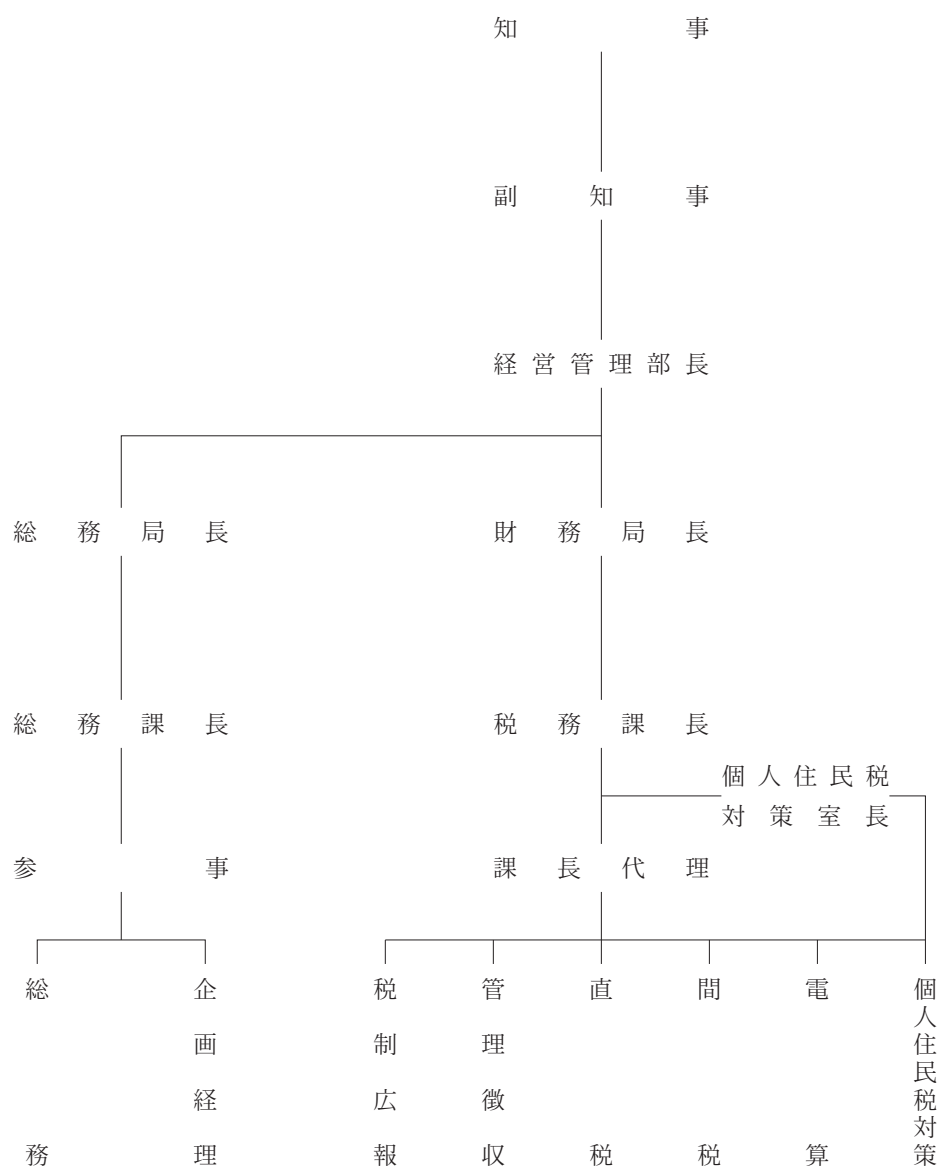 知事
副知事
経営管理部長
総務局長
財務局長
総務課長
税務課長
個人住民税
対策室長
参事
課長代理
総務
企画経理
税制広報
管理徴収
直税
間税
電算
個人住民税対策